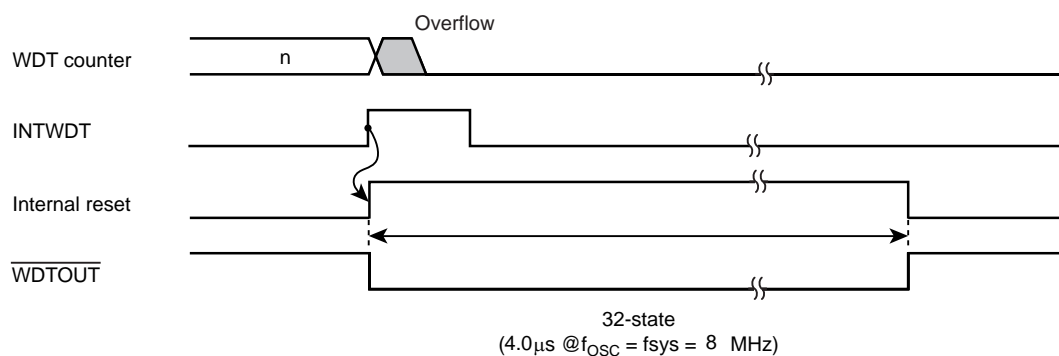 Overflow
WDT counter
n
INTWDT
Internal reset
WDTOUT
32-state
(4.0μs @fOSC = fsys = 8 MHz)